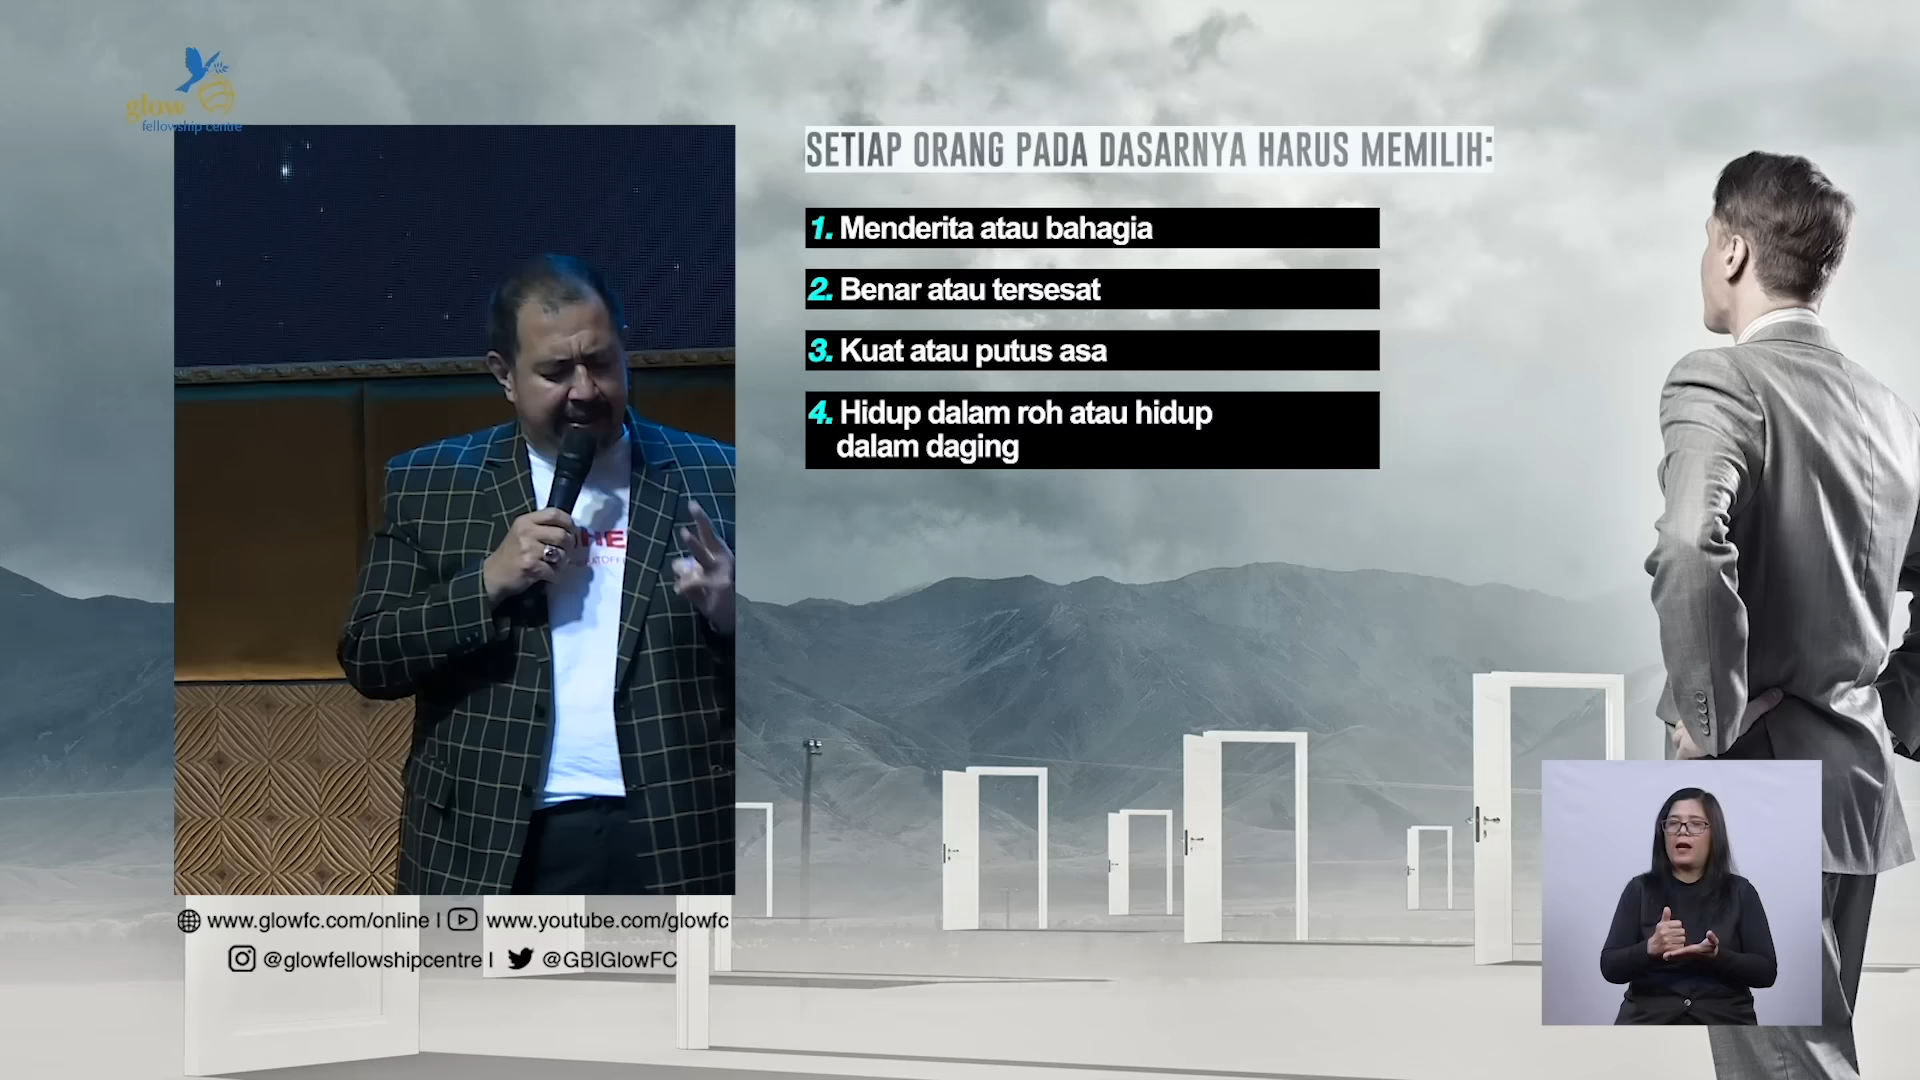 glow
fellowship centre
SETIAP ORANG PADA DASARNYA HARUS MEMILIH:
1. Menderita atau bahagia
2. Benar atau tersesat
3. Kuat atau putus asa
4. Hidup dalam roh atau hidup
dalam daging
HE
www.glowfc.com/online | www.youtube.com/glowfc
@glowfellowshipcentre | @GBIGlowFC